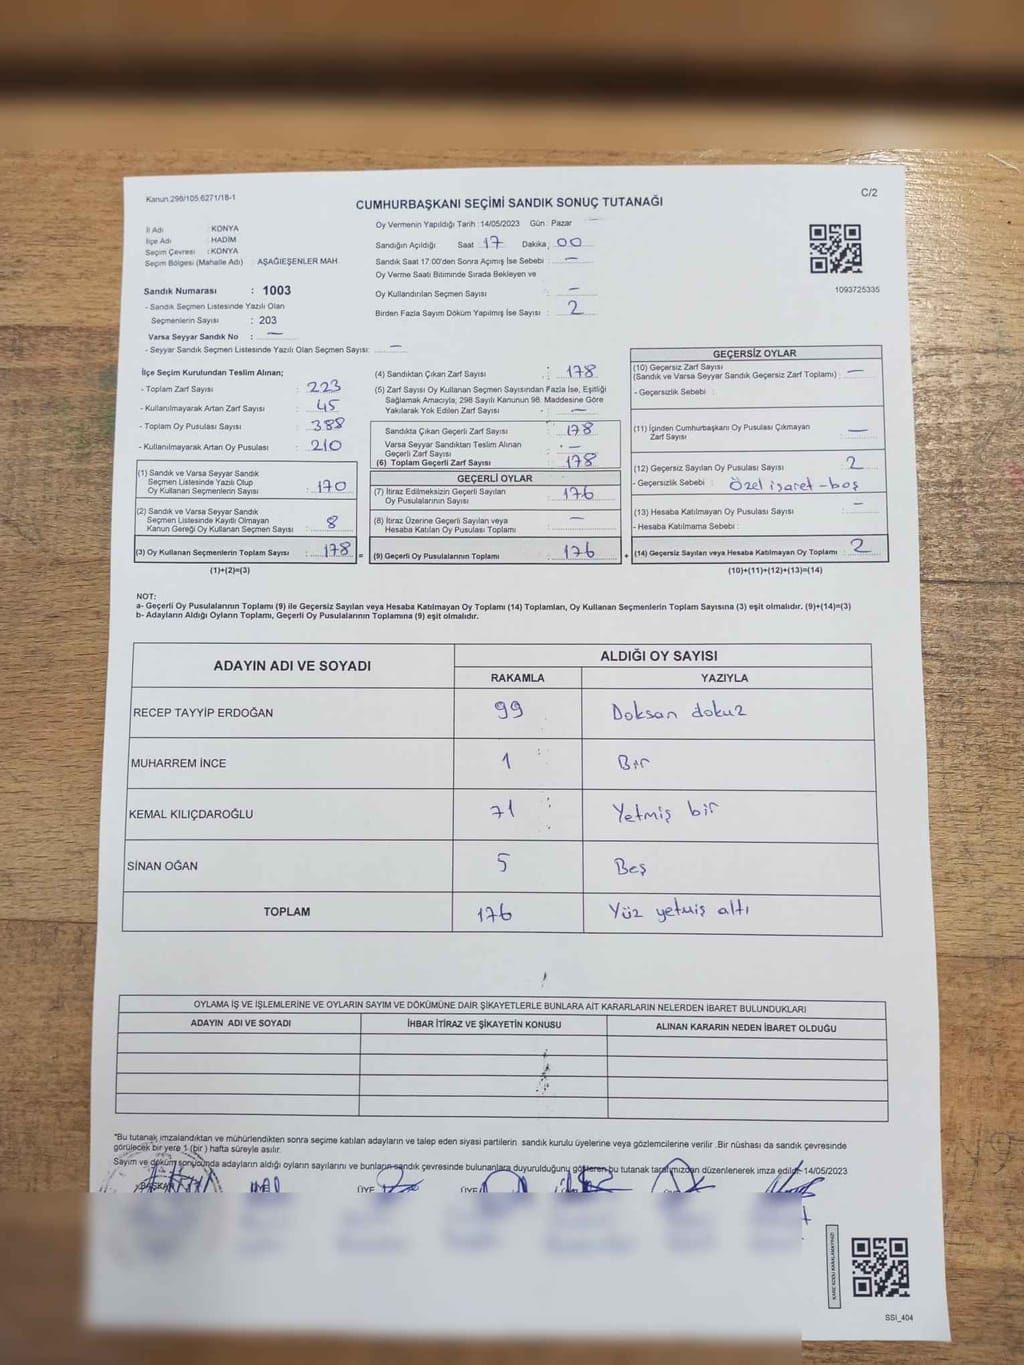 Kanun:298/105;6271/18-1
C/2
CUMHURBAŞKANI SEÇİMİ SANDIK SONUÇ TUTANAĞI
İl Adı : KONYA
İlçe Adı : HADIM
Seçim Çevresi : KONYA
Seçim Bölgesi (Mahalle Adı) AŞAĞIEŞENLER MAH.
Sandık Numarası : 1003
- Sandık Seçmen Listesinde Yazılı Olan
Seçmenlerin Sayısı : 203
Varsa Seyyar Sandık No : —
- Seyyar Sandık Seçmen Listesinde Yazılı Olan Seçmen Sayısı: —
Oy Vermenin Yapıldığı Tarih : 14/05/2023 Gün : Pazar
Sandığın Açıldığı Saat 17 Dakika 00
Sandık Saat 17:00'den Sonra Açımış İse Sebebi : —
Oy Verme Saati Bitiminde Sırada Bekleyen ve
Oy Kullandırılan Seçmen Sayısı : —
Birden Fazla Sayım Döküm Yapılmış İse Sayısı : 2
1093725335
İlçe Seçim Kurulundan Teslim Alınan;
- Toplam Zarf Sayısı : 223
- Kullanılmayarak Artan Zarf Sayısı : 45
- Toplam Oy Pusulası Sayısı : 388
- Kullanılmayarak Artan Oy Pusulası : 210
(1) Sandık ve Varsa Seyyar Sandık
Seçmen Listesinde Yazılı Olup
Oy Kullanan Seçmenlerin Sayısı : 170
(2) Sandık ve Varsa Seyyar Sandık
Seçmen Listesinde Kayıtlı Olmayan
Kanun Gereği Oy Kullanan Seçmen Sayısı : 8
(3) Oy Kullanan Seçmenlerin Toplam Sayısı : 178 =
(1)+(2)=(3)
(4) Sandıktan Çıkan Zarf Sayısı : 178
(5) Zarf Sayısı Oy Kullanan Seçmen Sayısından Fazla İse, Eşitliği
Sağlamak Amacıyla; 298 Sayılı Kanunun 98. Maddesine Göre
Yakılarak Yok Edilen Zarf Sayısı : —
Sandıkta Çıkan Geçerli Zarf Sayısı : 178
Varsa Seyyar Sandıktan Teslim Alınan
Geçerli Zarf Sayısı : —
(6) Toplam Geçerli Zarf Sayısı : 178
GEÇERLİ OYLAR
(7) İtiraz Edilmeksizin Geçerli Sayılan
Oy Pusulalarının Sayısı : 176
(8) İtiraz Üzerine Geçerli Sayılan veya
Hesaba Katılan Oy Pusulası Toplamı : —
(9) Geçerli Oy Pusulalarının Toplamı : 176 +
GEÇERSİZ OYLAR
(10) Geçersiz Zarf Sayısı
(Sandık ve Varsa Seyyar Sandık Geçersiz Zarf Toplamı) : —
- Geçersizlik Sebebi :
(11) İçinden Cumhurbaşkanı Oy Pusulası Çıkmayan
Zarf Sayısı : —
(12) Geçersiz Sayılan Oy Pusulası Sayısı : 2
- Geçersizlik Sebebi : Özel işaret - boş
(13) Hesaba Katılmayan Oy Pusulası Sayısı : —
- Hesaba Katılmama Sebebi :
(14) Geçersiz Sayılan veya Hesaba Katılmayan Oy Toplamı : 2
(10)+(11)+(12)+(13)=(14)
NOT:
a- Geçerli Oy Pusulalarının Toplamı (9) ile Geçersiz Sayılan veya Hesaba Katılmayan Oy Toplamı (14) Toplamları, Oy Kullanan Seçmenlerin Toplam Sayısına (3) eşit olmalıdır. (9)+(14)=(3)
b- Adayların Aldığı Oyların Toplamı, Geçerli Oy Pusulalarının Toplamına (9) eşit olmalıdır.
ADAYIN ADI VE SOYADI ALDIĞI OY SAYISI
RAKAMLA YAZIYLA
RECEP TAYYİP ERDOĞAN 99 Doksan dokuz
MUHARREM İNCE 1 Bir
KEMAL KILIÇDAROĞLU 71 Yetmiş bir
SİNAN OĞAN 5 Beş
TOPLAM 176 Yüz yetmiş altı
OYLAMA İŞ VE İŞLEMLERİNE VE OYLARIN SAYIM VE DÖKÜMÜNE DAİR ŞİKAYETLERLE BUNLARA AİT KARARLARIN NELERDEN İBARET BULUNDUKLARI
ADAYIN ADI VE SOYADI İHBAR İTİRAZ VE ŞİKAYETİN KONUSU ALINAN KARARIN NEDEN İBARET OLDUĞU
*Bu tutanak imzalandıktan ve mühürlendikten sonra seçime katılan adayların ve talep eden siyasi partilerin sandık kurulu üyelerine veya gözlemcilerine verilir .Bir nüshası da sandık çevresinde
görülecek bir yere 1 (bir ) hafta süreyle asılır.
Sayım ve döküm sonucunda adayların aldığı oyların sayılarını ve bunların sandık çevresinde bulunanlara duyurulduğunu gösteren bu tutanak tarafımızdan düzenlenerek imza edildi. 14/05/2023
BAŞKAN ÜYE ÜYE
KARE KODU KARALAMAYINIZ!
SSI_404